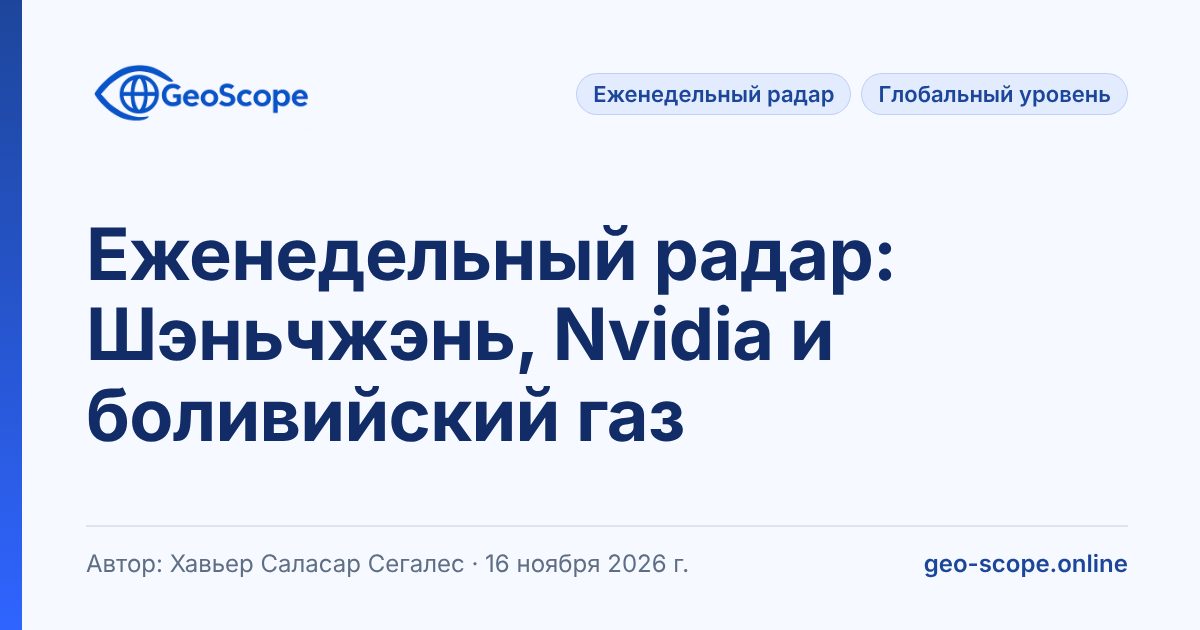 GeoScope
Еженедельный радар
Глобальный уровень
Еженедельный радар:
Шэньчжэнь, Nvidia и
боливийский газ
Автор: Хавьер Саласар Сегалес · 16 ноября 2026 г.
geo-scope.online